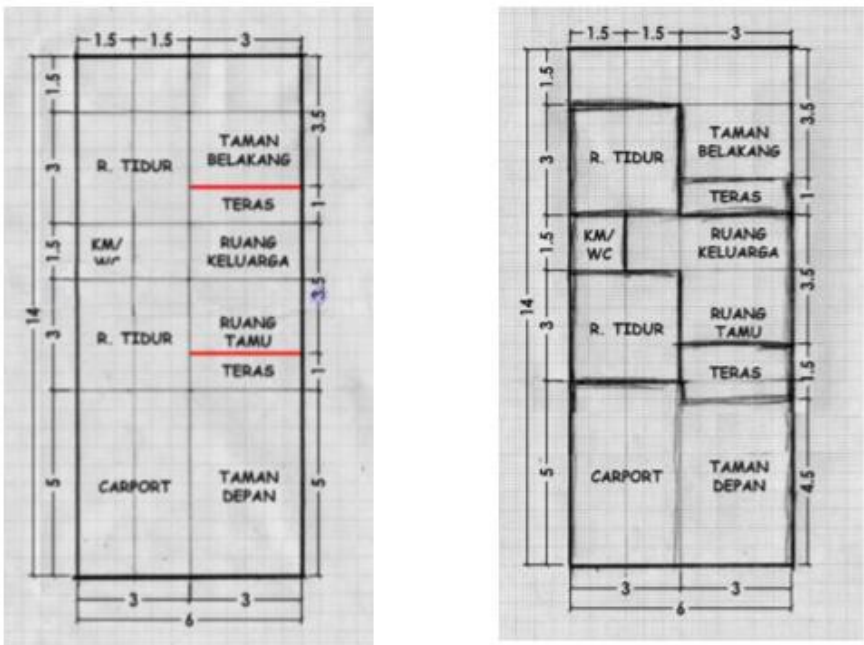 1.5 1.5 3
1.5
3.5
3
R. TIDUR
TAMAN
BELAKANG
1
TERAS
1.5
KM/
WC
RUANG
KELUARGA
3.5
14
3
R. TIDUR
RUANG
TAMU
1
TERAS
5
CARPORT
TAMAN
DEPAN
5
3 3
6
1.5 1.5 3
1.5
3.5
3
R. TIDUR
TAMAN
BELAKANG
1
TERAS
1.5
KM/
WC
RUANG
KELUARGA
3.5
14
3
R. TIDUR
RUANG
TAMU
1.5
TERAS
5
CARPORT
TAMAN
DEPAN
4.5
3 3
6